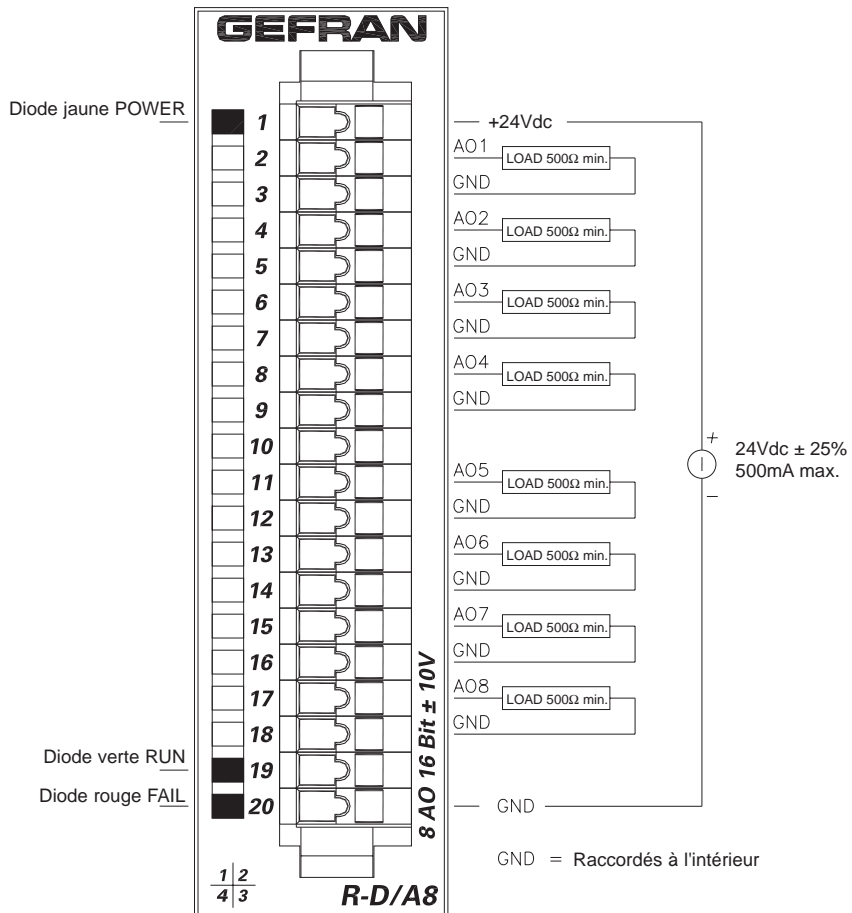 GEFRAN
Diode jaune POWER
1
+24Vdc
2
AO1
LOAD 500Ω min.
3
GND
4
AO2
LOAD 500Ω min.
5
GND
6
AO3
LOAD 500Ω min.
7
GND
8
AO4
LOAD 500Ω min.
9
GND
10
11
AO5
LOAD 500Ω min.
12
GND
13
AO6
LOAD 500Ω min.
14
GND
15
AO7
LOAD 500Ω min.
16
GND
17
AO8
LOAD 500Ω min.
18
GND
+
24Vdc ± 25%
500mA max.
–
Diode verte RUN
19
Diode rouge FAIL
20
GND
8 AO 16 Bit ± 10V
GND = Raccordés à l'intérieur
1 2
4 3
R-D/A8